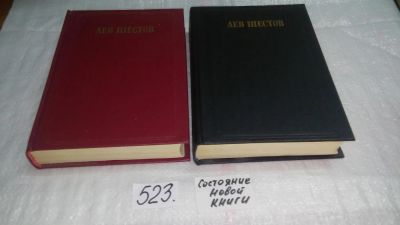 ЛЕВ ШЕСТОВ
ЛЕВ ШЕСТОВ
523.
Состояние
новой
книги